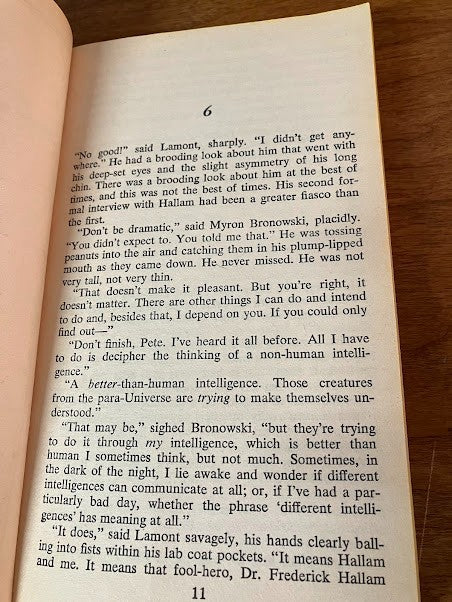 6
"No good!" said Lamont, sharply. "I didn't get any-
where." He had a brooding look about him that went with
his deep-set eyes and the slight asymmetry of his long
chin. There was a brooding look about him at the best of
times, and this was not the best of times. His second for-
mal interview with Hallam had been a greater fiasco than
the first.
"Don't be dramatic," said Myron Bronowski, placidly.
"You didn't expect to. You told me that." He was tossing
peanuts into the air and catching them in his plump-lipped
mouth as they came down. He never missed. He was not
very tall, not very thin.
"That doesn't make it pleasant. But you're right, it
doesn't matter. There are other things I can do and intend
to do and, besides that, I depend on you. If you could only
find out—"
"Don't finish, Pete. I've heard it all before. All I have
to do is decipher the thinking of a non-human intelli-
gence."
"A better-than-human intelligence. Those creatures
from the para-Universe are trying to make themselves un-
derstood."
"That may be," sighed Bronowski, "but they're trying
to do it through my intelligence, which is better than
human I sometimes think, but not much. Sometimes, in
the dark of the night, I lie awake and wonder if different
intelligences can communicate at all; or, if I've had a par-
ticularly bad day, whether the phrase 'different intelli-
gences' has meaning at all."
"It does," said Lamont savagely, his hands clearly ball-
ing into fists within his lab coat pockets. "It means Hallam
and me. It means that fool-hero, Dr. Frederick Hallam
11